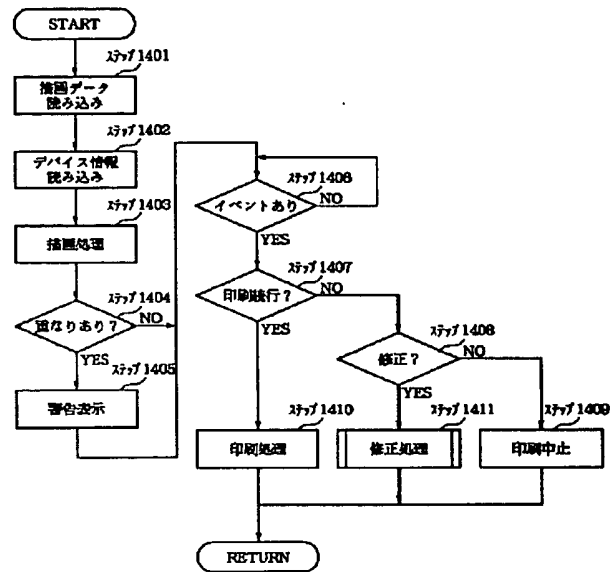 START
ステップ1401
描画データ
読み込み
ステップ1402
デバイス情報
読み込み
ステップ1403
描画処理
ステップ1404
重なりあり？
NO
YES
ステップ1405
警告表示
ステップ1406
イベントあり
NO
YES
ステップ1407
印刷続行？
NO
YES
ステップ1408
修正？
NO
YES
ステップ1410
印刷処理
ステップ1411
修正処理
ステップ1409
印刷中止
RETURN